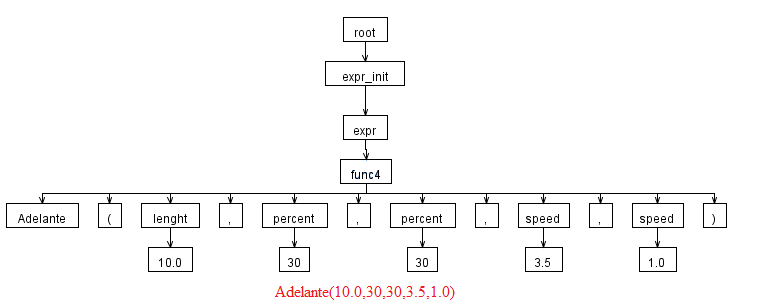 root
expr_init
expr
func4
Adelante ( lenght , percent , percent , speed , speed )
10.0 30 30 3.5 1.0
Adelante(10.0,30,30,3.5,1.0)